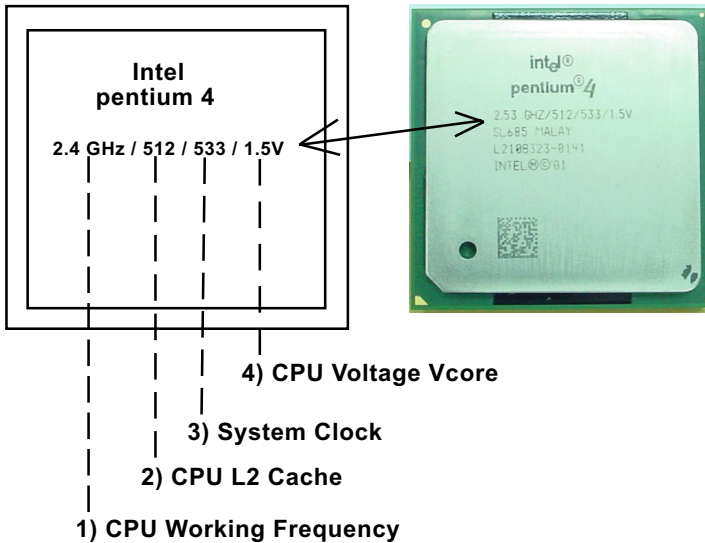 Intel
pentium 4
2.4 GHz / 512 / 533 / 1.5V
intel®
pentium®4
2.53 GHZ/512/533/1.5V
SL685 MALAY
L210B323-0141
INTEL Ⓜ©'01
4) CPU Voltage Vcore
3) System Clock
2) CPU L2 Cache
1) CPU Working Frequency